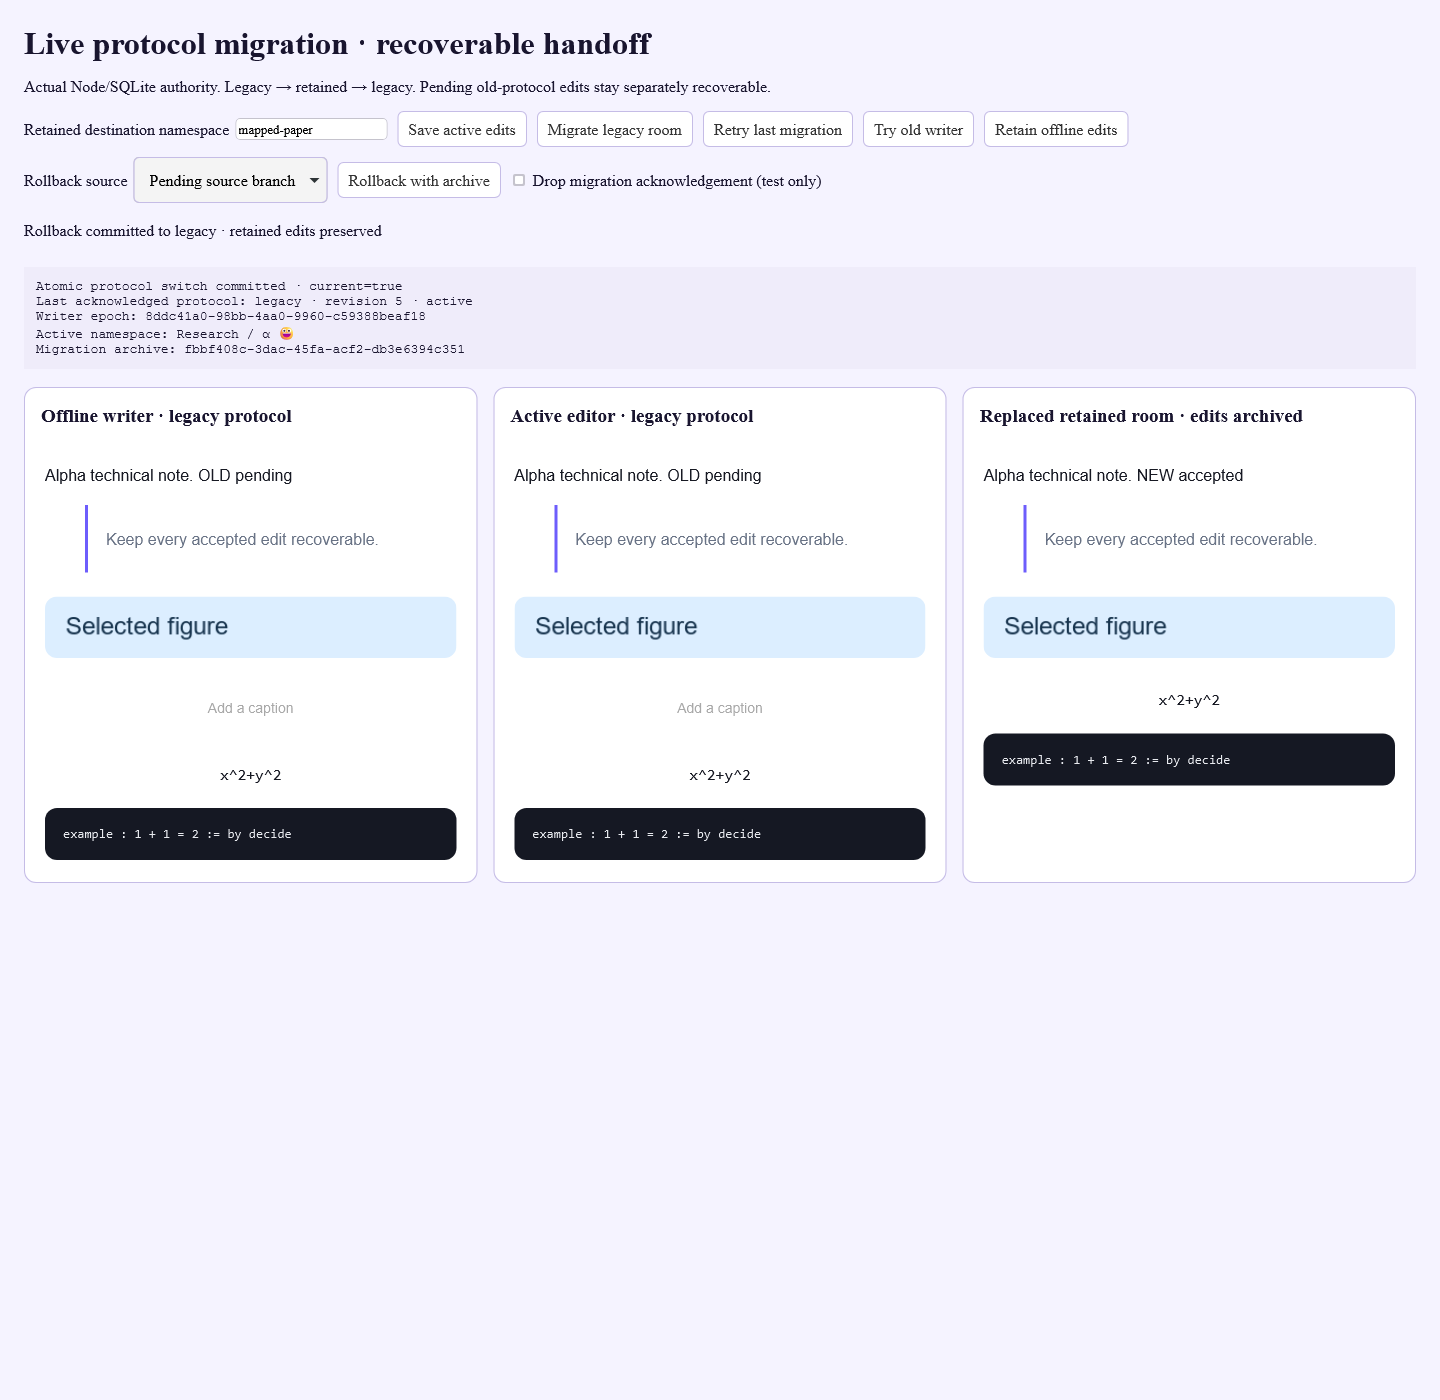 Live protocol migration · recoverable handoff
Actual Node/SQLite authority. Legacy → retained → legacy. Pending old-protocol edits stay separately recoverable.
Retained destination namespace mapped-paper Save active edits Migrate legacy room Retry last migration Try old writer Retain offline edits
Rollback source Pending source branch Rollback with archive Drop migration acknowledgement (test only)
Rollback committed to legacy · retained edits preserved
Atomic protocol switch committed · current=true
Last acknowledged protocol: legacy · revision 5 · active
Writer epoch: 8ddc41a0-98bb-4aa0-9960-c59388beaf18
Active namespace: Research / α 😀
Migration archive: fbbf408c-3dac-45fa-acf2-db3e6394c351
Offline writer · legacy protocol
Alpha technical note. OLD pending
Keep every accepted edit recoverable.
Selected figure
Add a caption
x^2+y^2
example : 1 + 1 = 2 := by decide
Active editor · legacy protocol
Alpha technical note. OLD pending
Keep every accepted edit recoverable.
Selected figure
Add a caption
x^2+y^2
example : 1 + 1 = 2 := by decide
Replaced retained room · edits archived
Alpha technical note. NEW accepted
Keep every accepted edit recoverable.
Selected figure
x^2+y^2
example : 1 + 1 = 2 := by decide